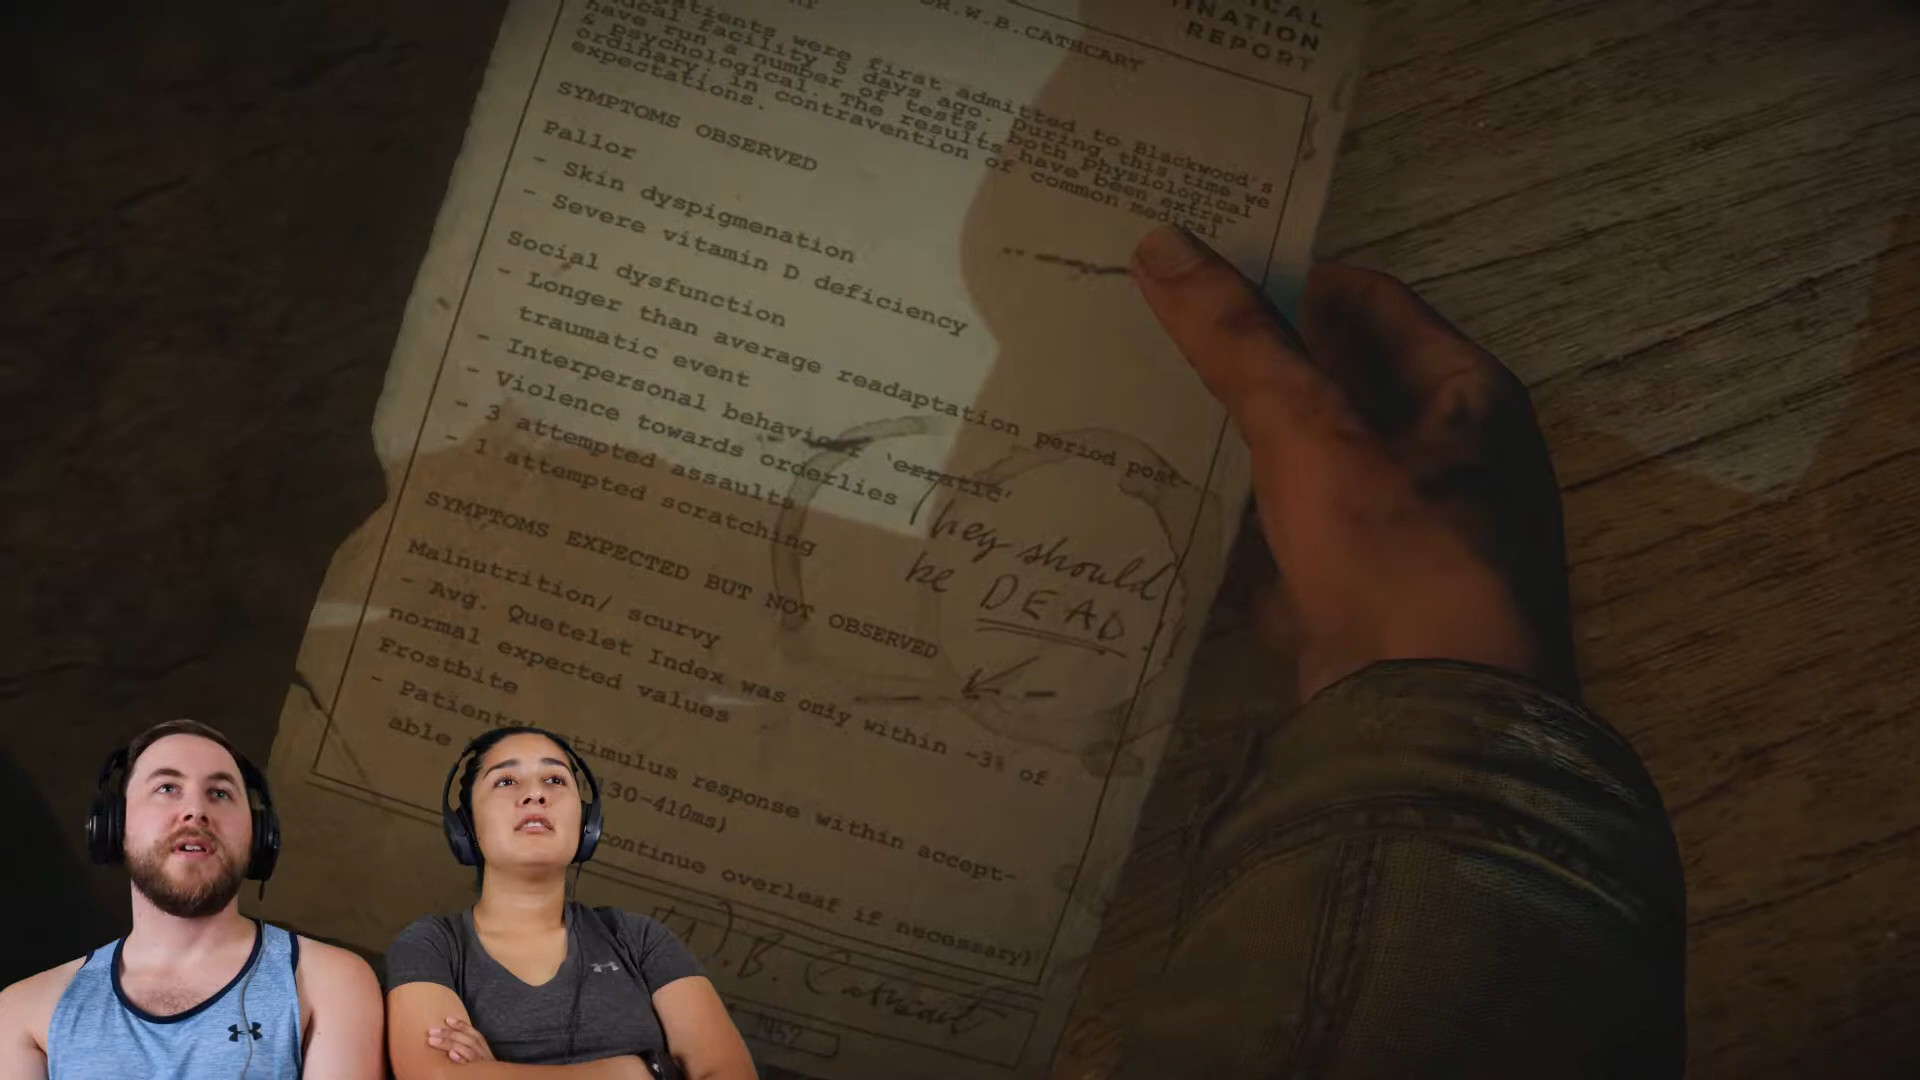 DR.W.B.CATHCART
ICAL
INATION
REPORT
patients were first admitted to Blackwood's
facility 5 days ago. During this time we
have run a number of tests, both physiological
& psychological. The results have been extra-
ordinary, in contravention of common medical
expectations.
SYMPTOMS OBSERVED
Pallor
- Skin dyspigmenation
- Severe vitamin D deficiency
Social dysfunction
- Longer than average readaptation period post-
traumatic event
- Interpersonal behavior 'erratic'
- Violence towards orderlies
- 3 attempted assaults
- 1 attempted scratching
They should
be DEAD
SYMPTOMS EXPECTED BUT NOT OBSERVED
Malnutrition/ scurvy
- Avg. Quetelet Index was only within ~3% of
normal expected values
Frostbite
- Patients' stimulus response within accept-
able 130-410ms)
continue overleaf if necessary)
W.B. Cathcart
1952